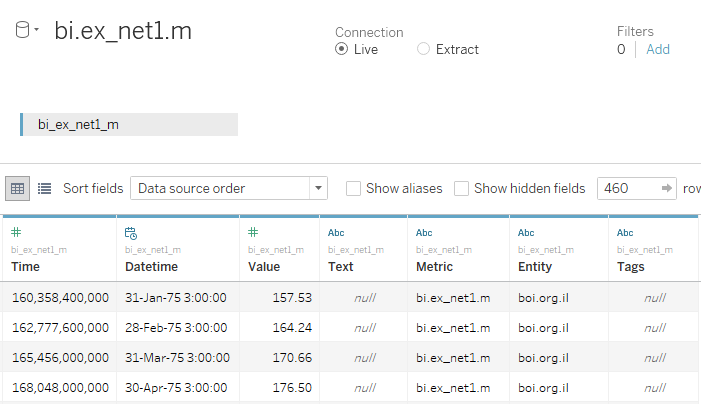 bi.ex_net1.m
Connection
Live Extract
Filters
0 Add
bi_ex_net1_m
Sort fields Data source order Show aliases Show hidden fields 460 row
# # Abc Abc Abc Abc
bi_ex_net1_m bi_ex_net1_m bi_ex_net1_m bi_ex_net1_m bi_ex_net1_m bi_ex_net1_m bi_ex_net1_m
Time Datetime Value Text Metric Entity Tags
160,358,400,000 31-Jan-75 3:00:00 157.53 null bi.ex_net1.m boi.org.il null
162,777,600,000 28-Feb-75 3:00:00 164.24 null bi.ex_net1.m boi.org.il null
165,456,000,000 31-Mar-75 3:00:00 170.66 null bi.ex_net1.m boi.org.il null
168,048,000,000 30-Apr-75 3:00:00 176.50 null bi.ex_net1.m boi.org.il null